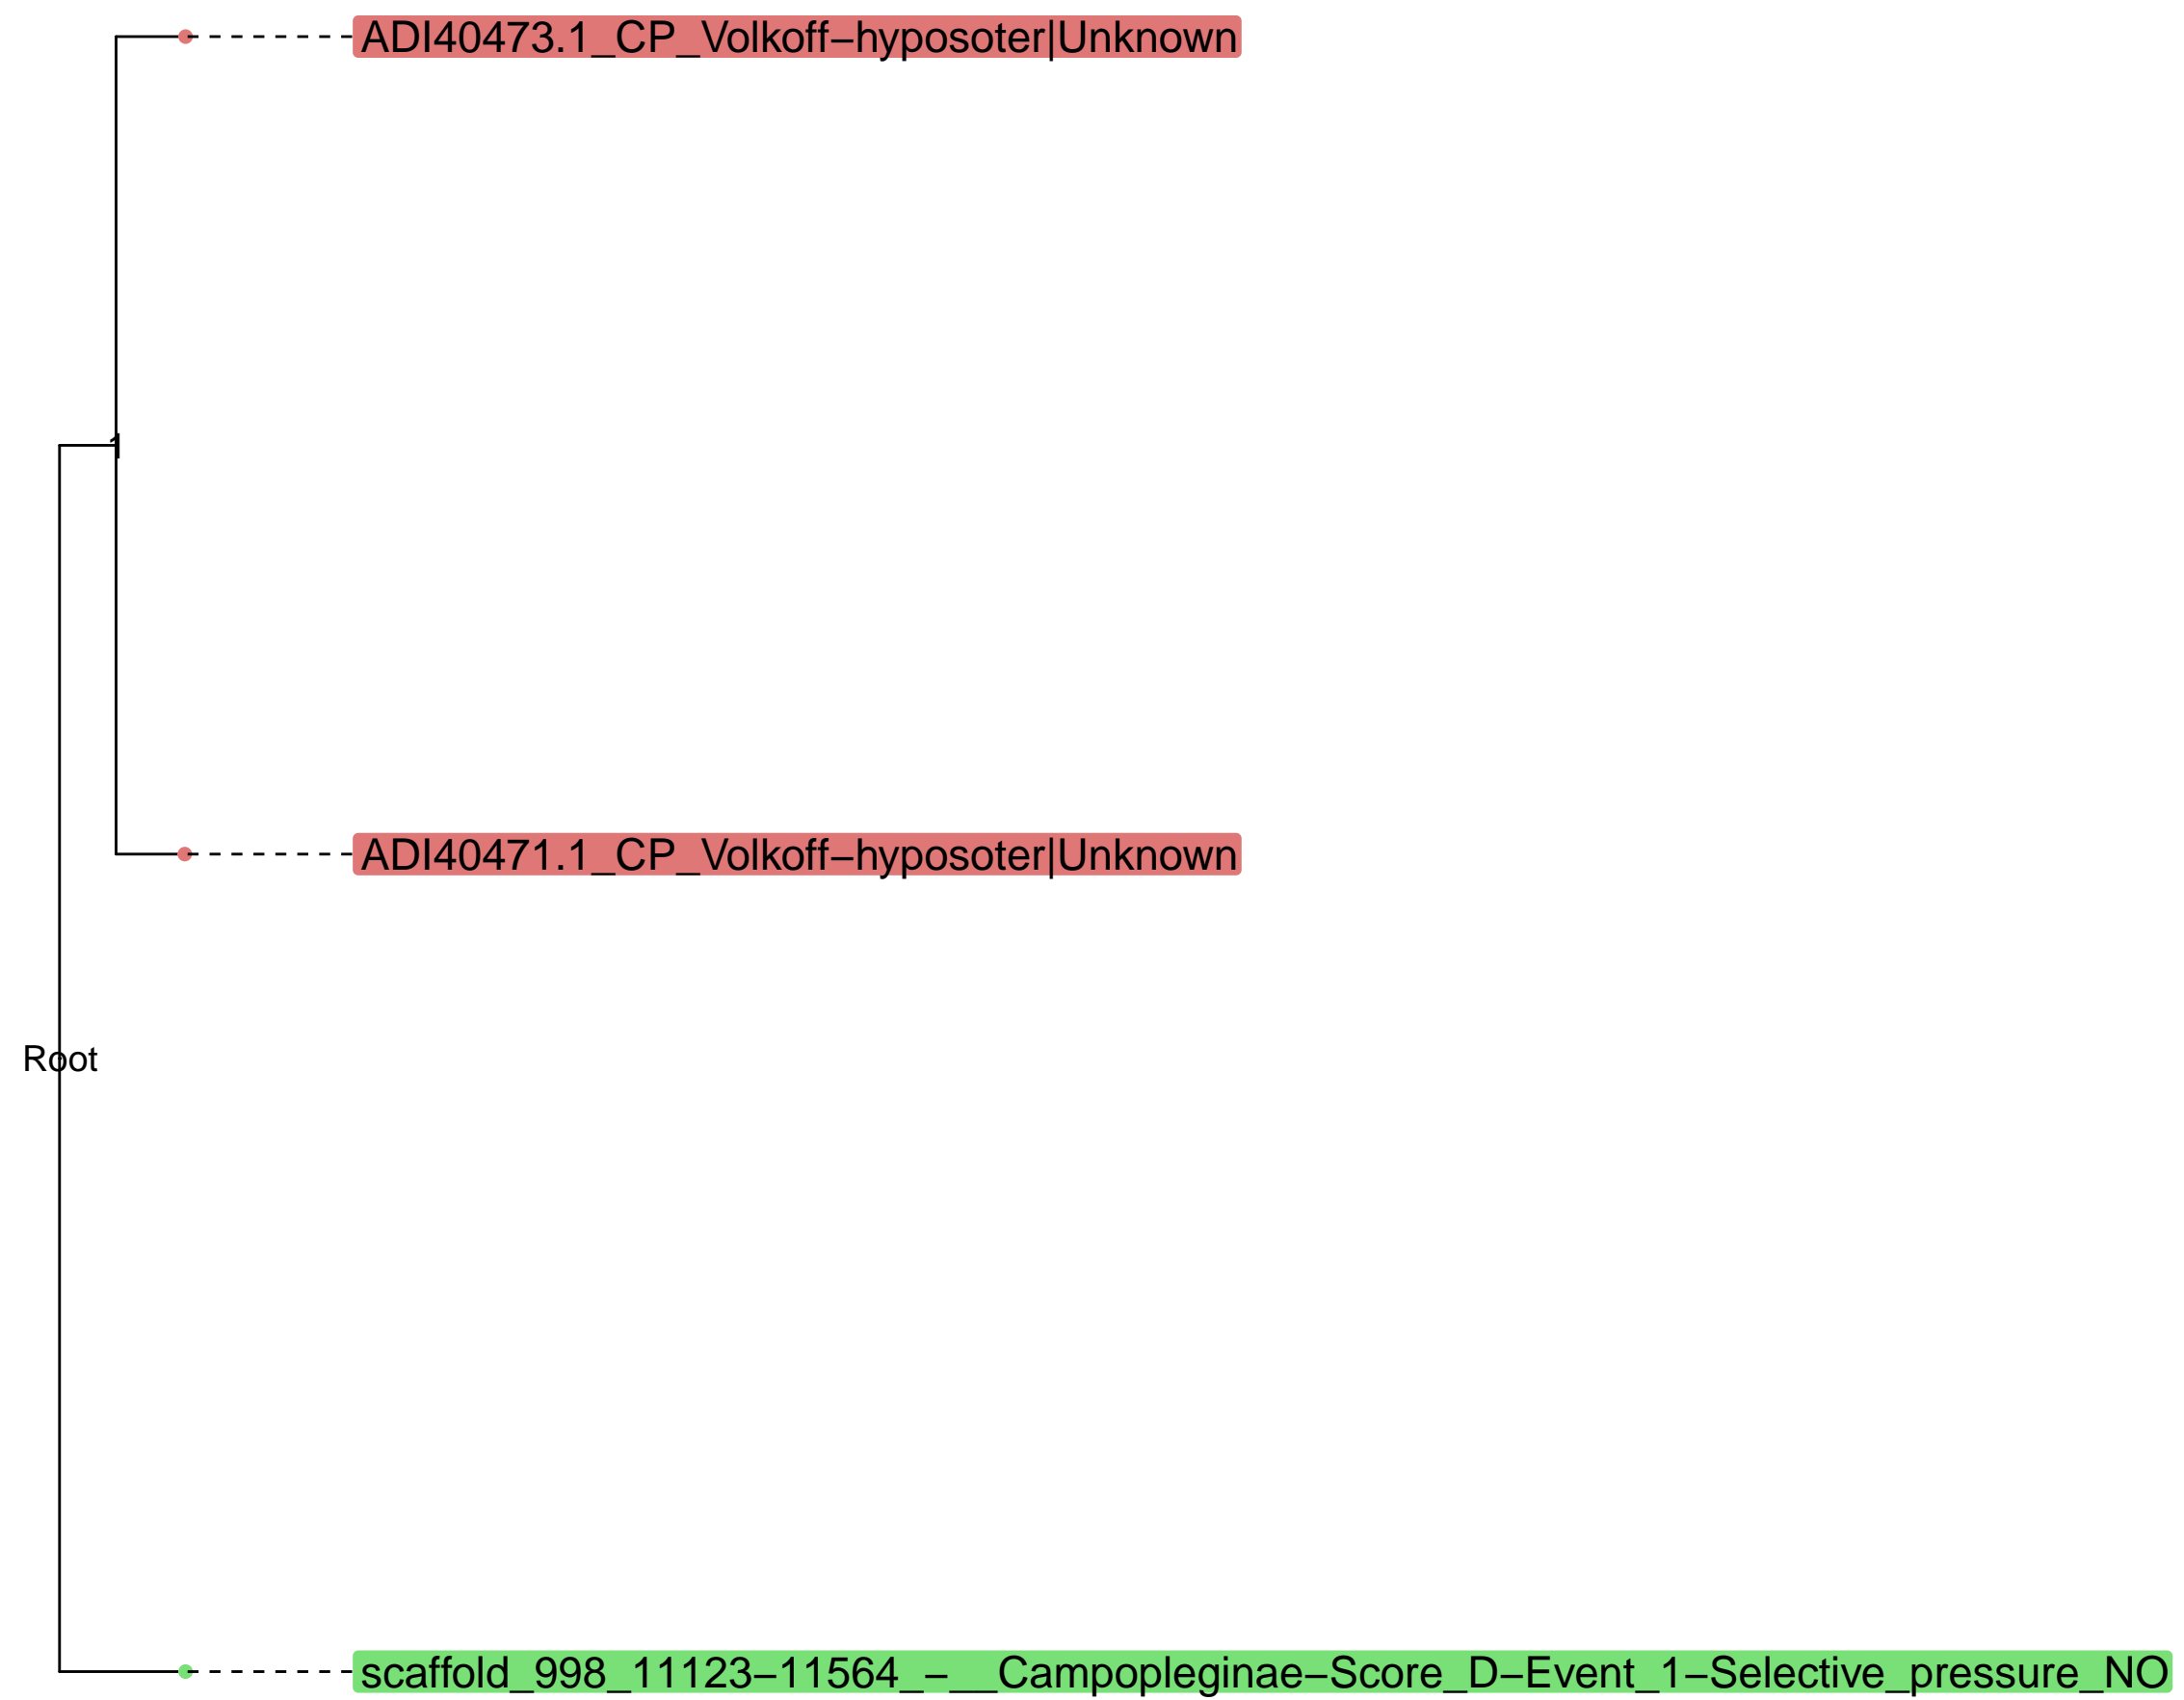 ADI40473.1_CP_Volkoff−hyposoter|Unknown
1
ADI40471.1_CP_Volkoff−hyposoter|Unknown
Root
scaffold_998_11123−11564_−__Campopleginae−Score_D−Event_1−Selective_pressure_NO